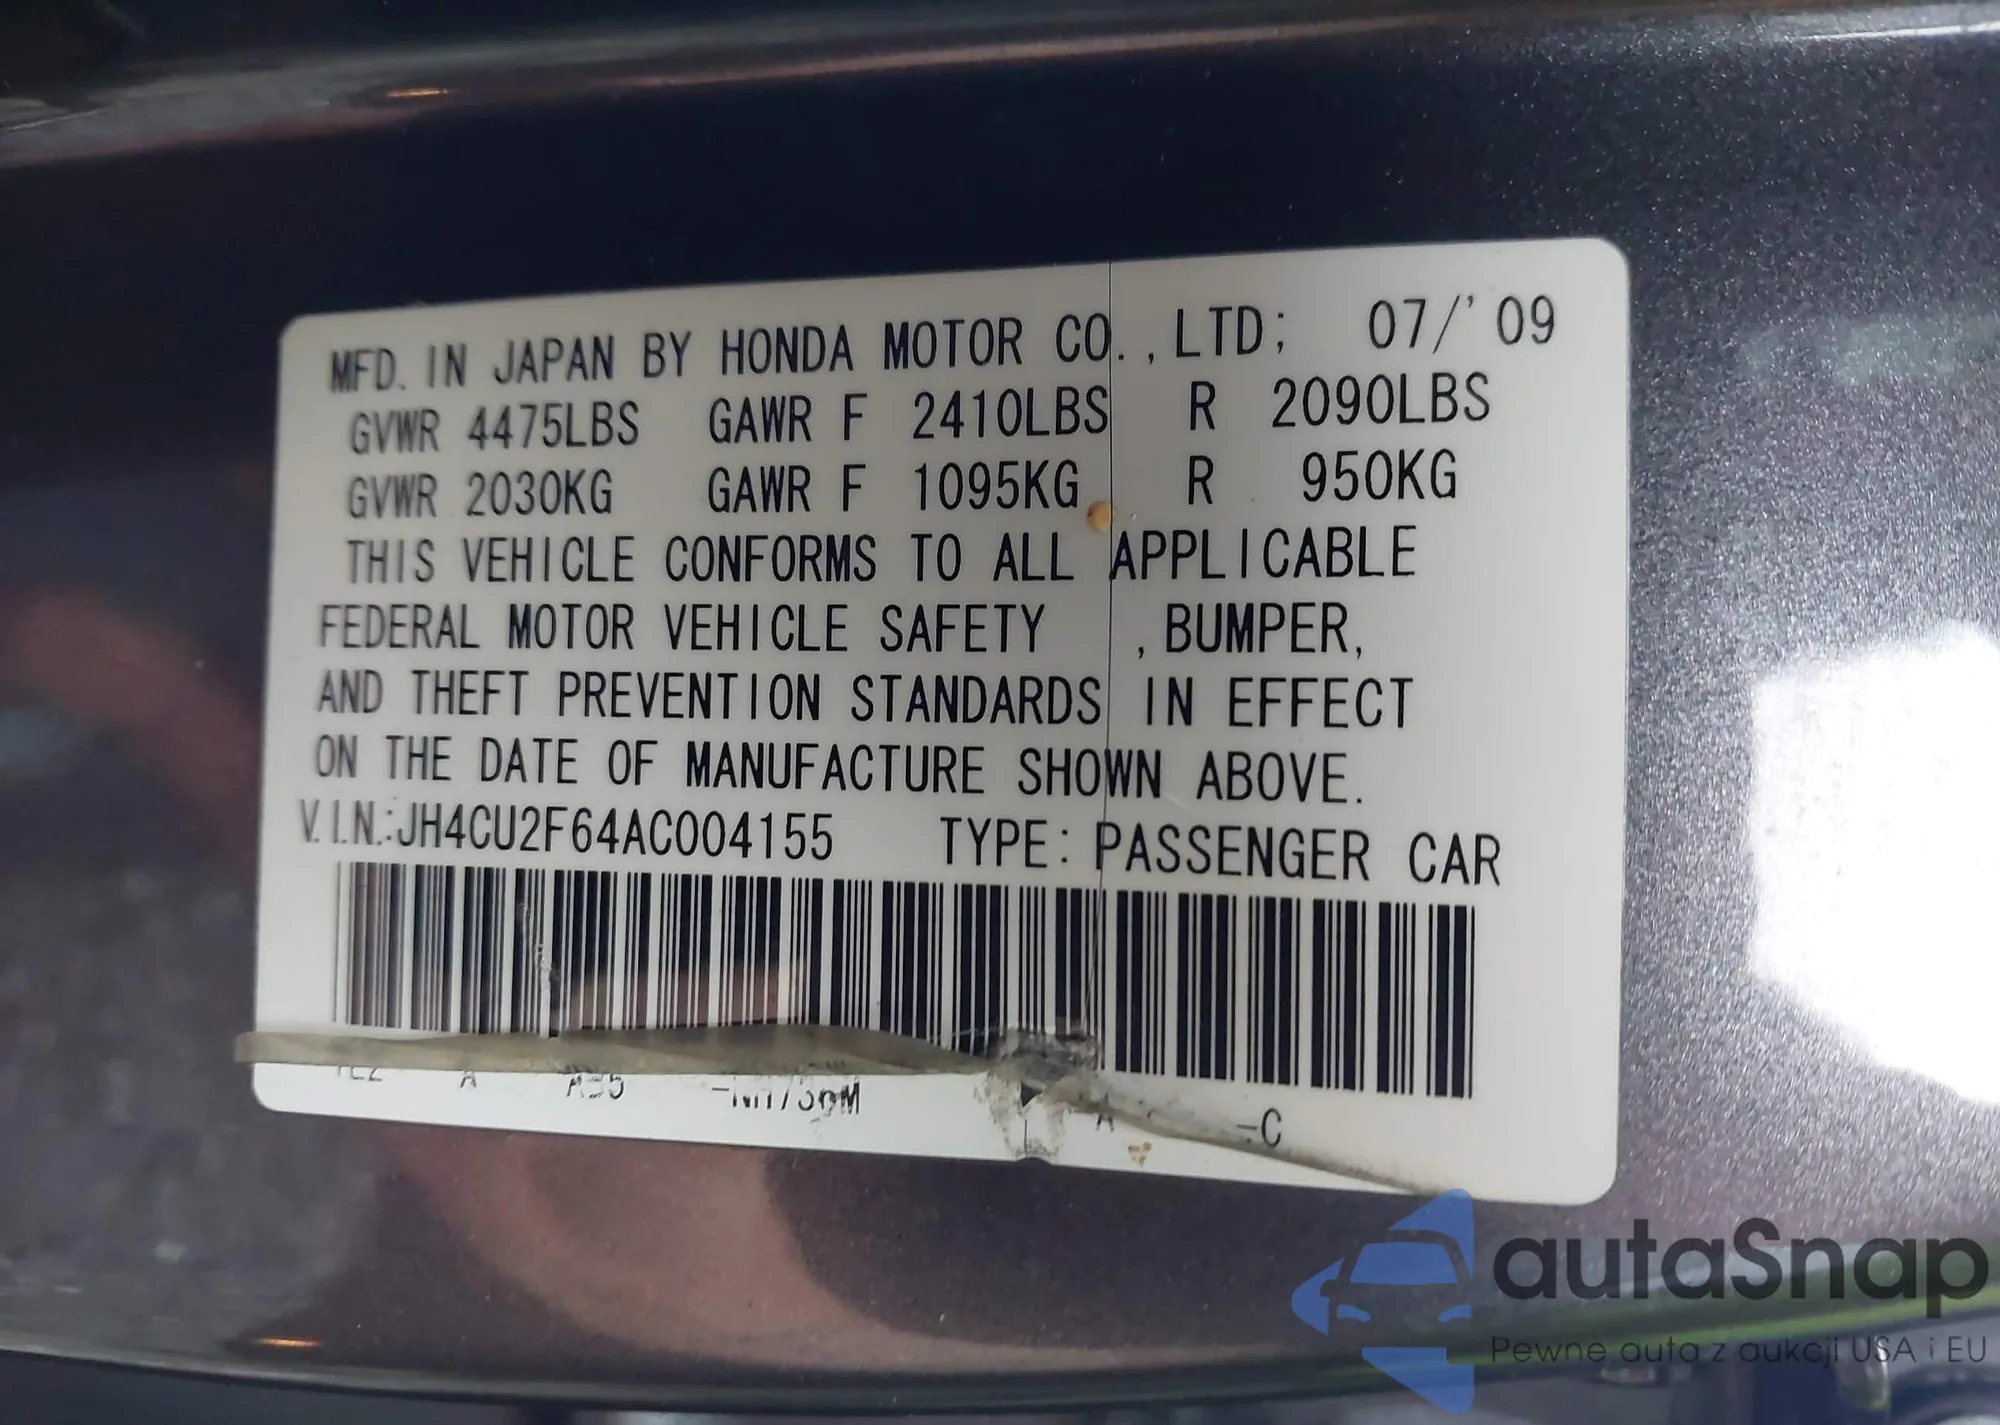 MFD. IN JAPAN BY HONDA MOTOR CO., LTD; 07/'09
GVWR 4475LBS GAWR F 2410LBS R 2090LBS
GVWR 2030KG GAWR F 1095KG R 950KG
THIS VEHICLE CONFORMS TO ALL APPLICABLE
FEDERAL MOTOR VEHICLE SAFETY , BUMPER,
AND THEFT PREVENTION STANDARDS IN EFFECT
ON THE DATE OF MANUFACTURE SHOWN ABOVE.
V.I.N.:JH4CU2F64AC004155 TYPE: PASSENGER CAR
A -C
autaSnap
Pewne auta z aukcji USA i EU